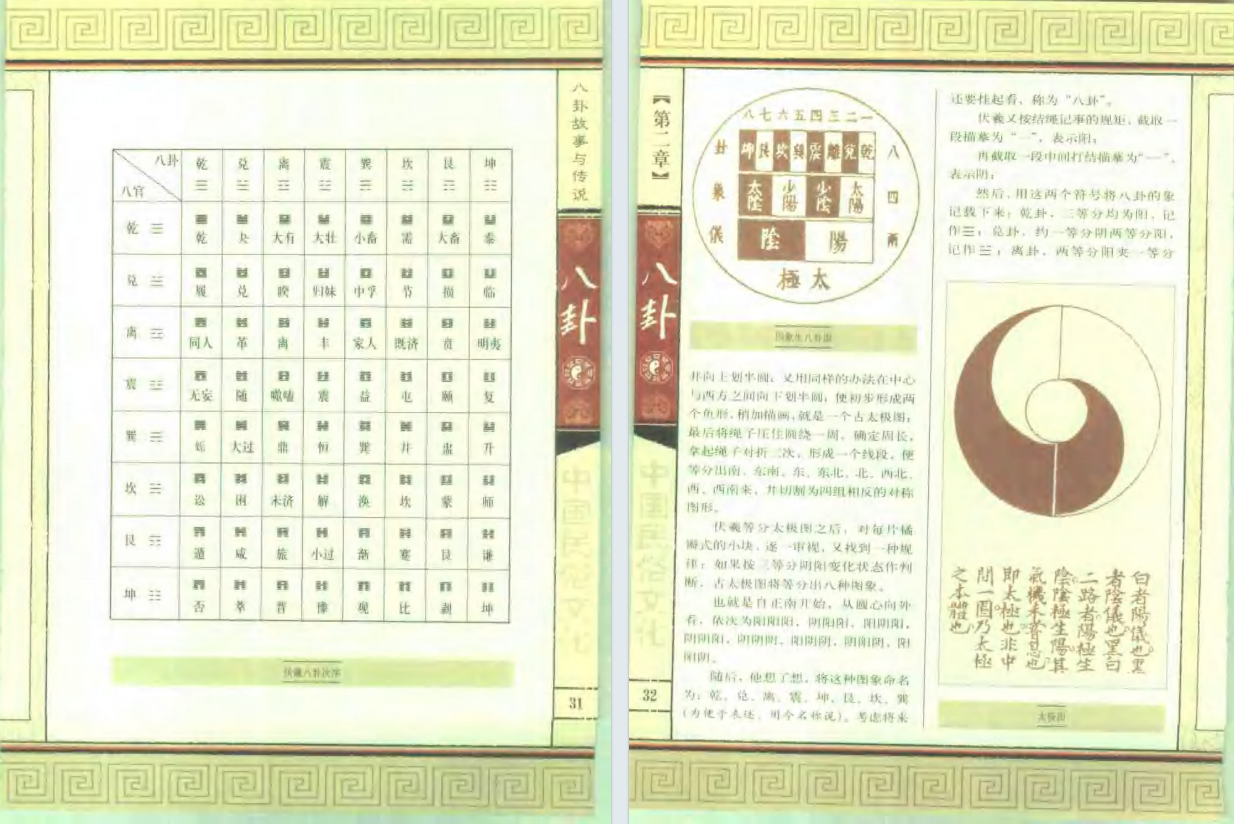 八卦
八宫
乾 兑 离 震 巽 坎 艮 坤
☰ ☱ ☲ ☳ ☴ ☵ ☶ ☷
乾 ☰
乾 夬 大有 大壮 小畜 需 大畜 泰
兑 ☱
履 兑 睽 归妹 中孚 节 损 临
离 ☲
同人 革 离 丰 家人 既济 贲 明夷
震 ☳
无妄 随 噬嗑 震 益 屯 颐 复
巽 ☴
姤 大过 鼎 恒 巽 井 蛊 升
坎 ☵
讼 困 未济 解 涣 坎 蒙 师
艮 ☶
遁 咸 旅 小过 渐 蹇 艮 谦
坤 ☷
否 萃 晋 豫 观 比 剥 坤
伏羲八卦次序
八卦故事与传说
八卦
中国民俗文化
31
【第二章】
八卦
中国民俗文化
32
八七六五四三二一
卦 坤艮坎巽震離兌乾 八
象 太陰 少陽 少陰 太陽 四
儀 陰 陽 兩
極太
四象生八卦图
并向上划半圆；又用同样的办法在中心
与西方之间向下划半圆，便初步形成两
个鱼形，稍加描画，就是一个古太极图；
最后将绳子压住圆绕一周，确定周长，
拿起绳子对折三次，形成一个线段，便
等分出南、东南、东、东北、北、西北、
西、西南来，并切割为四组相反的对称
图形。
伏羲等分太极图之后，对每片橘
瓣式的小块，逐一审视，又找到一种规
律：如果按三等分阴阳变化状态作判
断，古太极图将等分出八种图象。
也就是自正南开始，从圆心向外
看，依次为阳阳阳、阴阳阳、阳阴阳、
阴阴阳、阴阴阴、阳阴阴、阴阳阴、阳
阳阴。
随后，他想了想，将这种图象命名
为：乾、兑、离、震、坤、艮、坎、巽
(为便于表述，用今名称说)。考虑将来
还要挂起看，称为“八卦”。
伏羲又按结绳记事的规矩，截取一
段描摹为“—”，表示阳；
再截取一段中间打结描摹为“--”，
表示阴；
然后，用这两个符号将八卦的象
记载下来：乾卦，三等分均为阳，记
作☰；兑卦，约一等分阴两等分阳，
记作☱；离卦，两等分阳夹一等分
白者陽儀也黑
者陰儀也黑白
二路者陽極生
陰陰極生陽其
氣機未嘗息也
即太極也非中
間一圈乃太極
之本體也
太极图